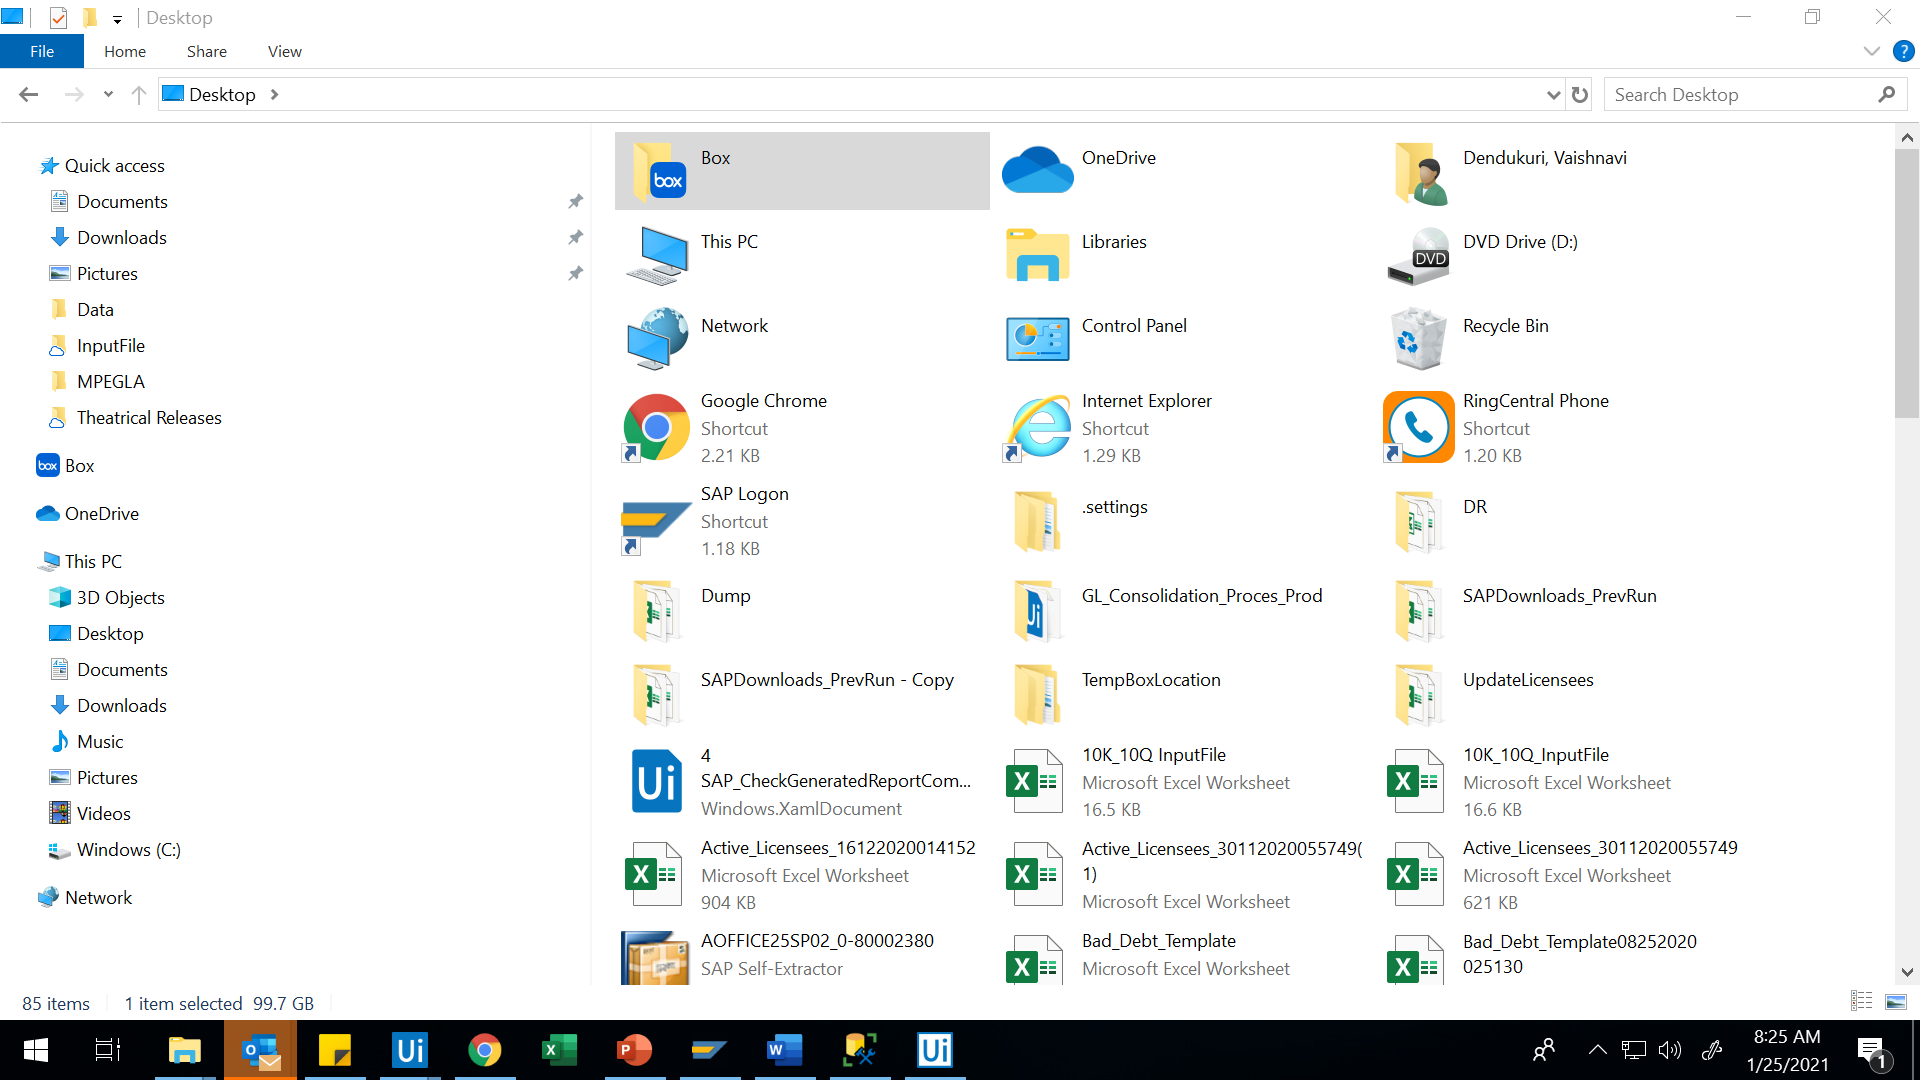 Desktop
File Home Share View
Desktop
Search Desktop
Quick access
Documents
Downloads
Pictures
Data
InputFile
MPEGLA
Theatrical Releases
box Box
OneDrive
This PC
3D Objects
Desktop
Documents
Downloads
Music
Pictures
Videos
Windows (C:)
Network
box Box
OneDrive
Dendukuri, Vaishnavi
This PC
Libraries
DVD DVD Drive (D:)
Network
Control Panel
Recycle Bin
Google Chrome
Shortcut
2.21 KB
Internet Explorer
Shortcut
1.29 KB
RingCentral Phone
Shortcut
1.20 KB
SAP Logon
Shortcut
1.18 KB
.settings
DR
Dump
GL_Consolidation_Proces_Prod
SAPDownloads_PrevRun
SAPDownloads_PrevRun - Copy
TempBoxLocation
UpdateLicensees
4
SAP_CheckGeneratedReportCom...
Windows.XamlDocument
10K_10Q InputFile
Microsoft Excel Worksheet
16.5 KB
10K_10Q_InputFile
Microsoft Excel Worksheet
16.6 KB
Active_Licensees_16122020014152
Microsoft Excel Worksheet
904 KB
Active_Licensees_30112020055749(
1)
Microsoft Excel Worksheet
Active_Licensees_30112020055749
Microsoft Excel Worksheet
621 KB
AOFFICE25SP02_0-80002380
SAP Self-Extractor
Bad_Debt_Template
Microsoft Excel Worksheet
Bad_Debt_Template08252020
025130
85 items 1 item selected 99.7 GB
8:25 AM
1/25/2021
1